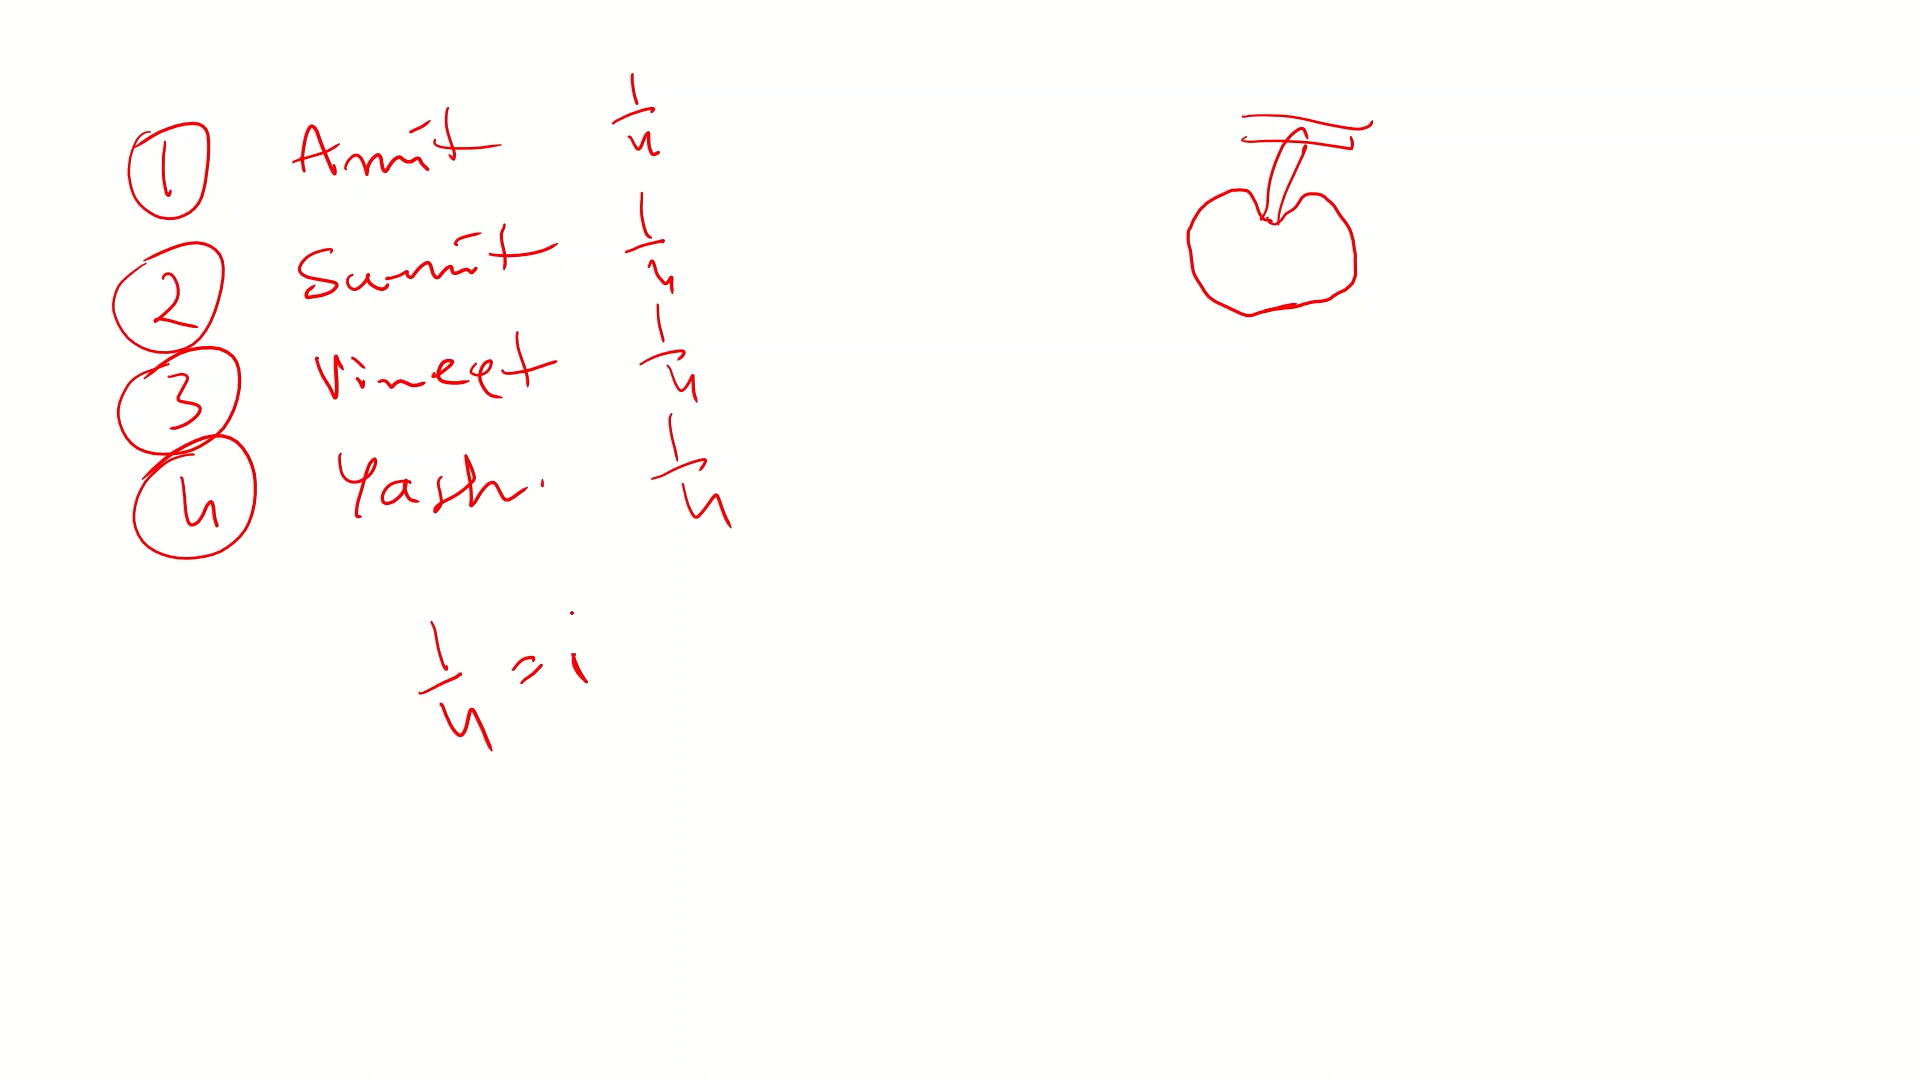 1 Amit 1/4
2 Sumit 1/4
3 Vineet 1/4
4 Yash. 1/4
1/4 = i